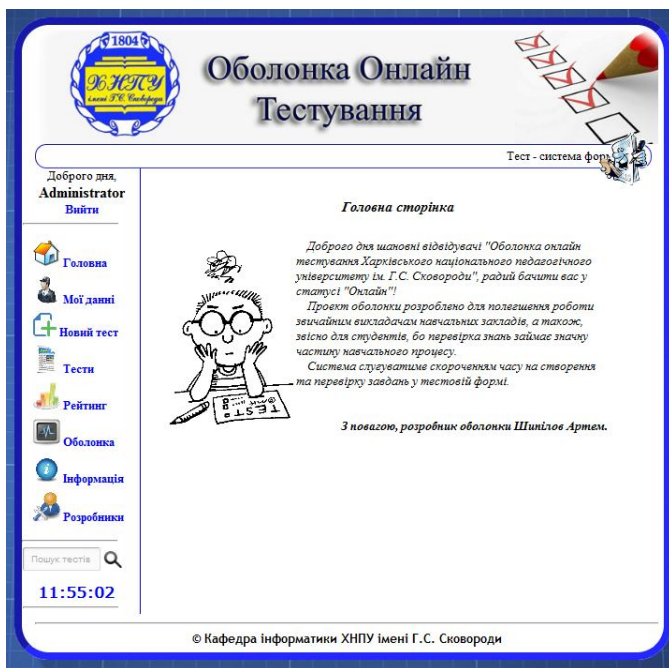 1804
ХНПУ
імені Г.С. Сковороди
Оболонка Онлайн
Тестування
Тест - система фор
Доброго дня,
Administrator
Вийти
Головна
Мої данні
Новий тест
Тести
Рейтинг
Оболонка
Інформація
Розробники
Пошук тестів
11:55:02
Головна сторінка
Доброго дня шановні відвідувачі "Оболонка онлайн
тестування Харківського національного педагогічного
університету ім. Г.С. Сковороди", радий бачити вас у
статусі "Онлайн"!
Проект оболонки розроблено для полегшення роботи
звичайним викладачам навчальних закладів, а також,
звісно для студентів, бо перевірка знань займає значну
частину навчального процесу.
Система слугуватиме скороченням часу на створення
та перевірку завдань у тестовій формі.
TEST
З повагою, розробник оболонки Шипілов Артем.
© Кафедра інформатики ХНПУ імені Г.С. Сковороди